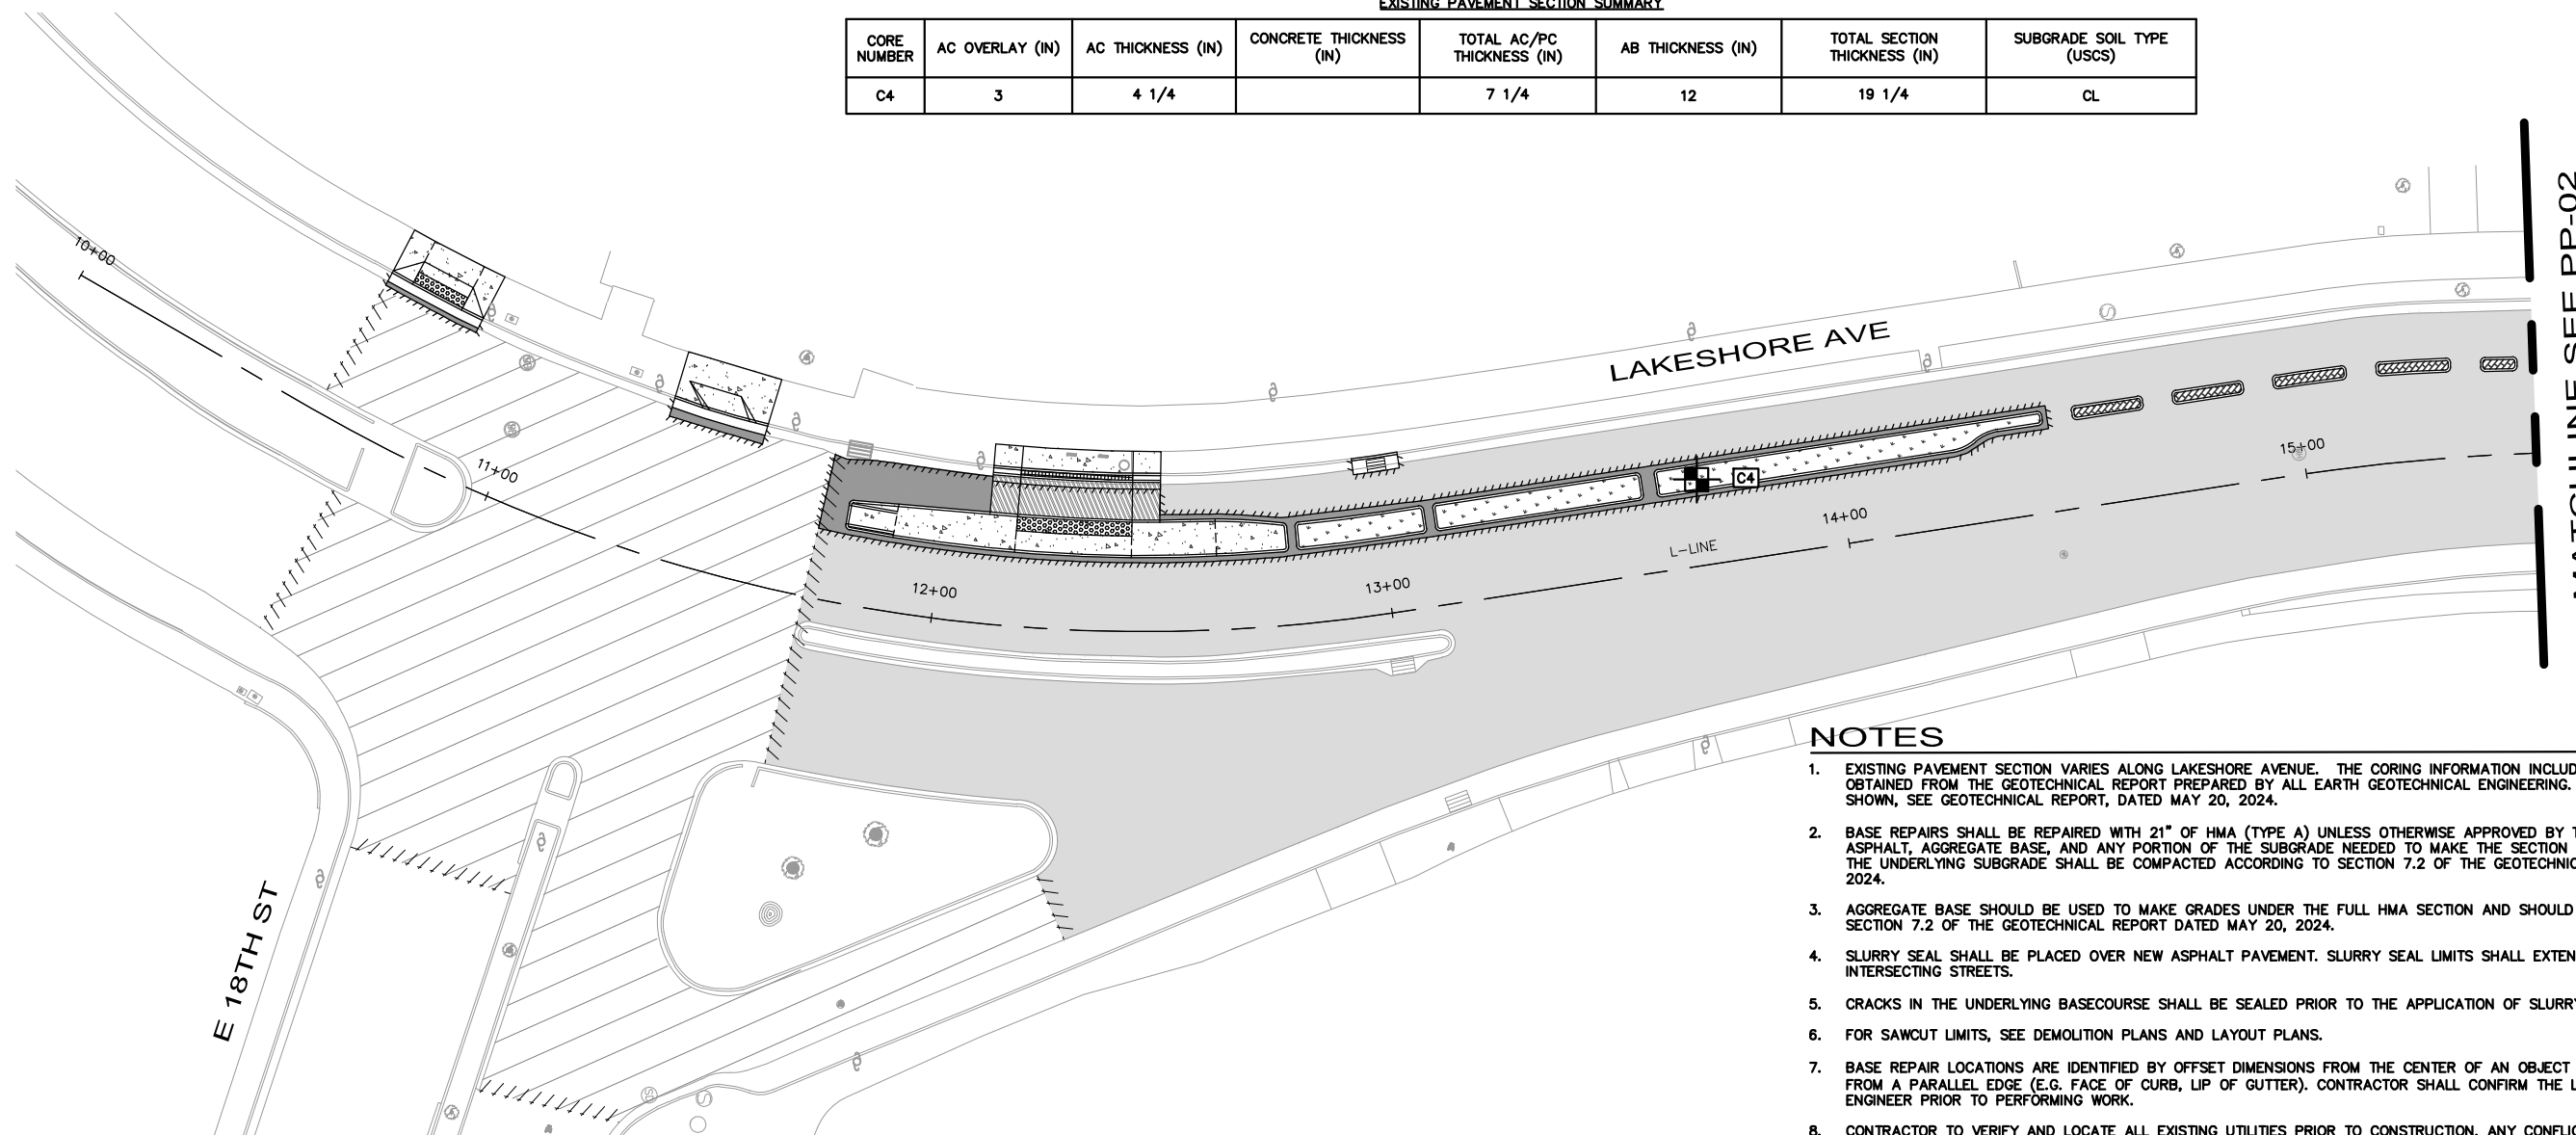 EXISTING PAVEMENT SECTION SUMMARY
CORE NUMBER
AC OVERLAY (IN)
AC THICKNESS (IN)
CONCRETE THICKNESS (IN)
TOTAL AC/PC THICKNESS (IN)
AB THICKNESS (IN)
TOTAL SECTION THICKNESS (IN)
SUBGRADE SOIL TYPE (USCS)
C4
3
4 1/4
7 1/4
12
19 1/4
CL
10+00
11+00
12+00
13+00
14+00
15+00
L-LINE
C4
LAKESHORE AVE
E 18TH ST
MATCHLINE SEE PP-02
NOTES
1. EXISTING PAVEMENT SECTION VARIES ALONG LAKESHORE AVENUE. THE CORING INFORMATION
OBTAINED FROM THE GEOTECHNICAL REPORT PREPARED BY ALL EARTH GEOTECHNICAL ENGINEERING.
SHOWN, SEE GEOTECHNICAL REPORT, DATED MAY 20, 2024.
2. BASE REPAIRS SHALL BE REPAIRED WITH 21" OF HMA (TYPE A) UNLESS OTHERWISE APPROVED BY
ASPHALT, AGGREGATE BASE, AND ANY PORTION OF THE SUBGRADE NEEDED TO MAKE THE SECTION
THE UNDERLYING SUBGRADE SHALL BE COMPACTED ACCORDING TO SECTION 7.2 OF THE
2024.
3. AGGREGATE BASE SHOULD BE USED TO MAKE GRADES UNDER THE FULL HMA SECTION AND SHOULD
SECTION 7.2 OF THE GEOTECHNICAL REPORT DATED MAY 20, 2024.
4. SLURRY SEAL SHALL BE PLACED OVER NEW ASPHALT PAVEMENT. SLURRY SEAL LIMITS SHALL
INTERSECTING STREETS.
5. CRACKS IN THE UNDERLYING BASECOURSE SHALL BE SEALED PRIOR TO THE APPLICATION OF SLURRY
6. FOR SAWCUT LIMITS, SEE DEMOLITION PLANS AND LAYOUT PLANS.
7. BASE REPAIR LOCATIONS ARE IDENTIFIED BY OFFSET DIMENSIONS FROM THE CENTER OF AN OBJECT
FROM A PARALLEL EDGE (E.G. FACE OF CURB, LIP OF GUTTER). CONTRACTOR SHALL CONFIRM THE
ENGINEER PRIOR TO PERFORMING WORK.
8. CONTRACTOR TO VERIFY AND LOCATE ALL EXISTING UTILITIES PRIOR TO CONSTRUCTION. ANY